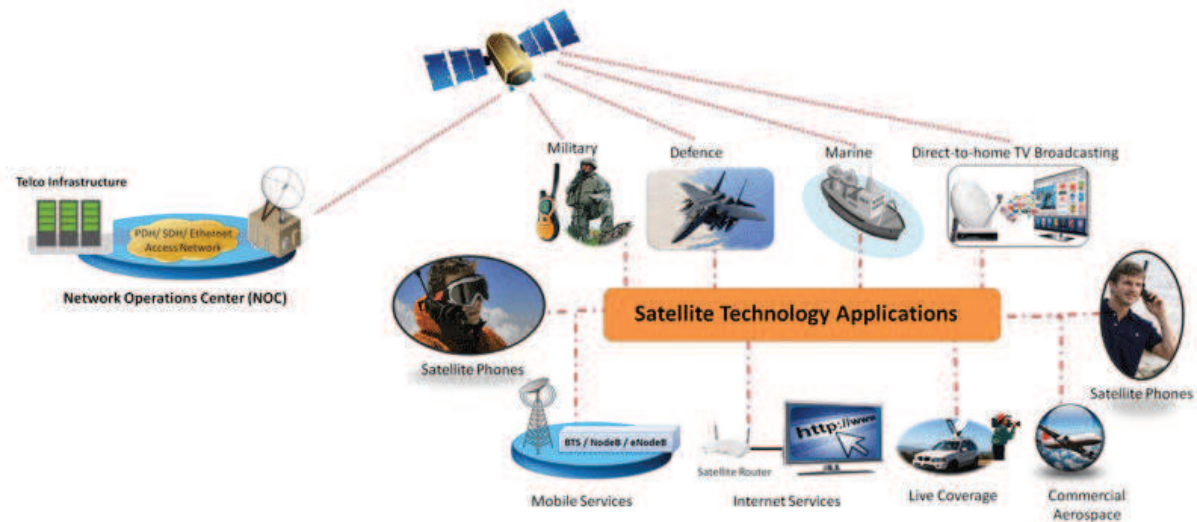 Military
Defence
Marine
Direct-to-home TV Broadcasting
Telco Infrastructure
PDH/ SDH/ Ethernet
Access Network
Network Operations Center (NOC)
Satellite Technology Applications
Satellite Phones
Satellite Phones
BTS / NodeB / eNodeB
http://www
Satellite Router
Mobile Services
Internet Services
Live Coverage
Commercial
Aerospace